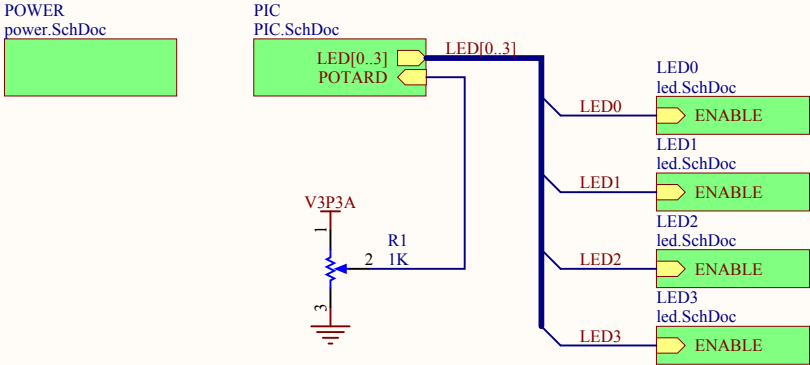 POWER
power.SchDoc
PIC
PIC.SchDoc
LED[0..3]
POTARD
LED[0..3]
LED0
led.SchDoc
LED0
ENABLE
LED1
led.SchDoc
LED1
ENABLE
V3P3A
1
R1
2
1K
3
LED2
led.SchDoc
LED2
ENABLE
LED3
led.SchDoc
LED3
ENABLE